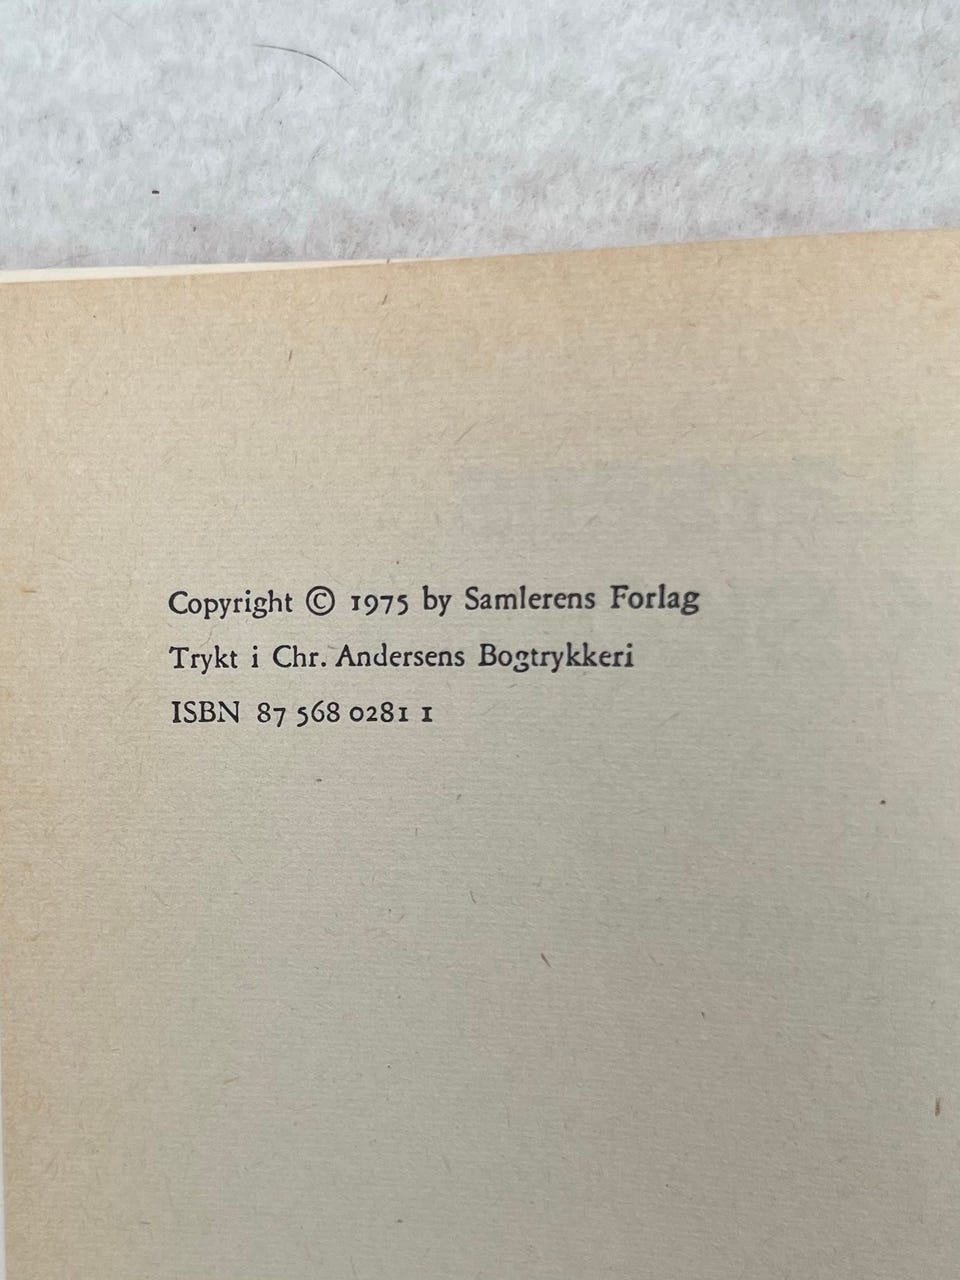 Copyright © 1975 by Samlerens Forlag
Trykt i Chr. Andersens Bogtrykkeri
ISBN 87 568 0281 1